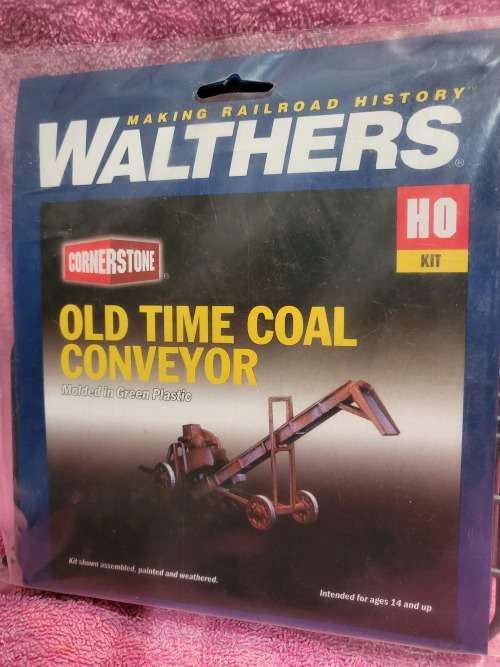 MAKING RAILROAD HISTORY
WALTHERS®
HO
KIT
CORNERSTONE®
OLD TIME COAL
CONVEYOR
Molded in Green Plastic
Kit shown assembled, painted and weathered.
Intended for ages 14 and up